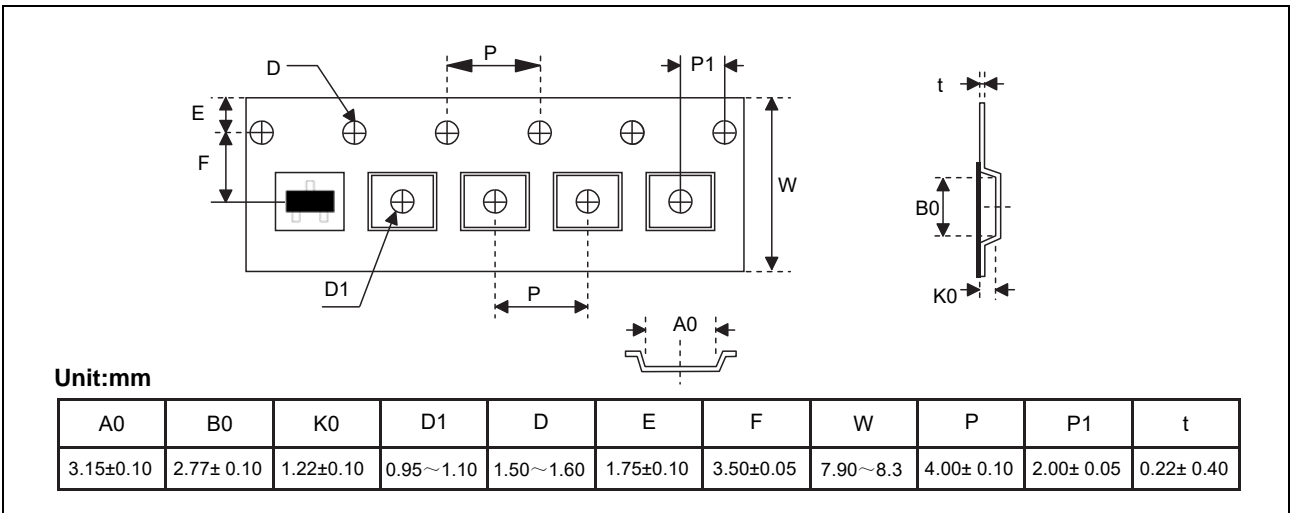 P
D
P1
t
E
F
W
B0
D1
P
K0
A0
Unit:mm
A0 B0 K0 D1 D E F W P P1 t
3.15±0.10 2.77± 0.10 1.22±0.10 0.95～1.10 1.50～1.60 1.75±0.10 3.50±0.05 7.90～8.3 4.00± 0.10 2.00± 0.05 0.22± 0.40